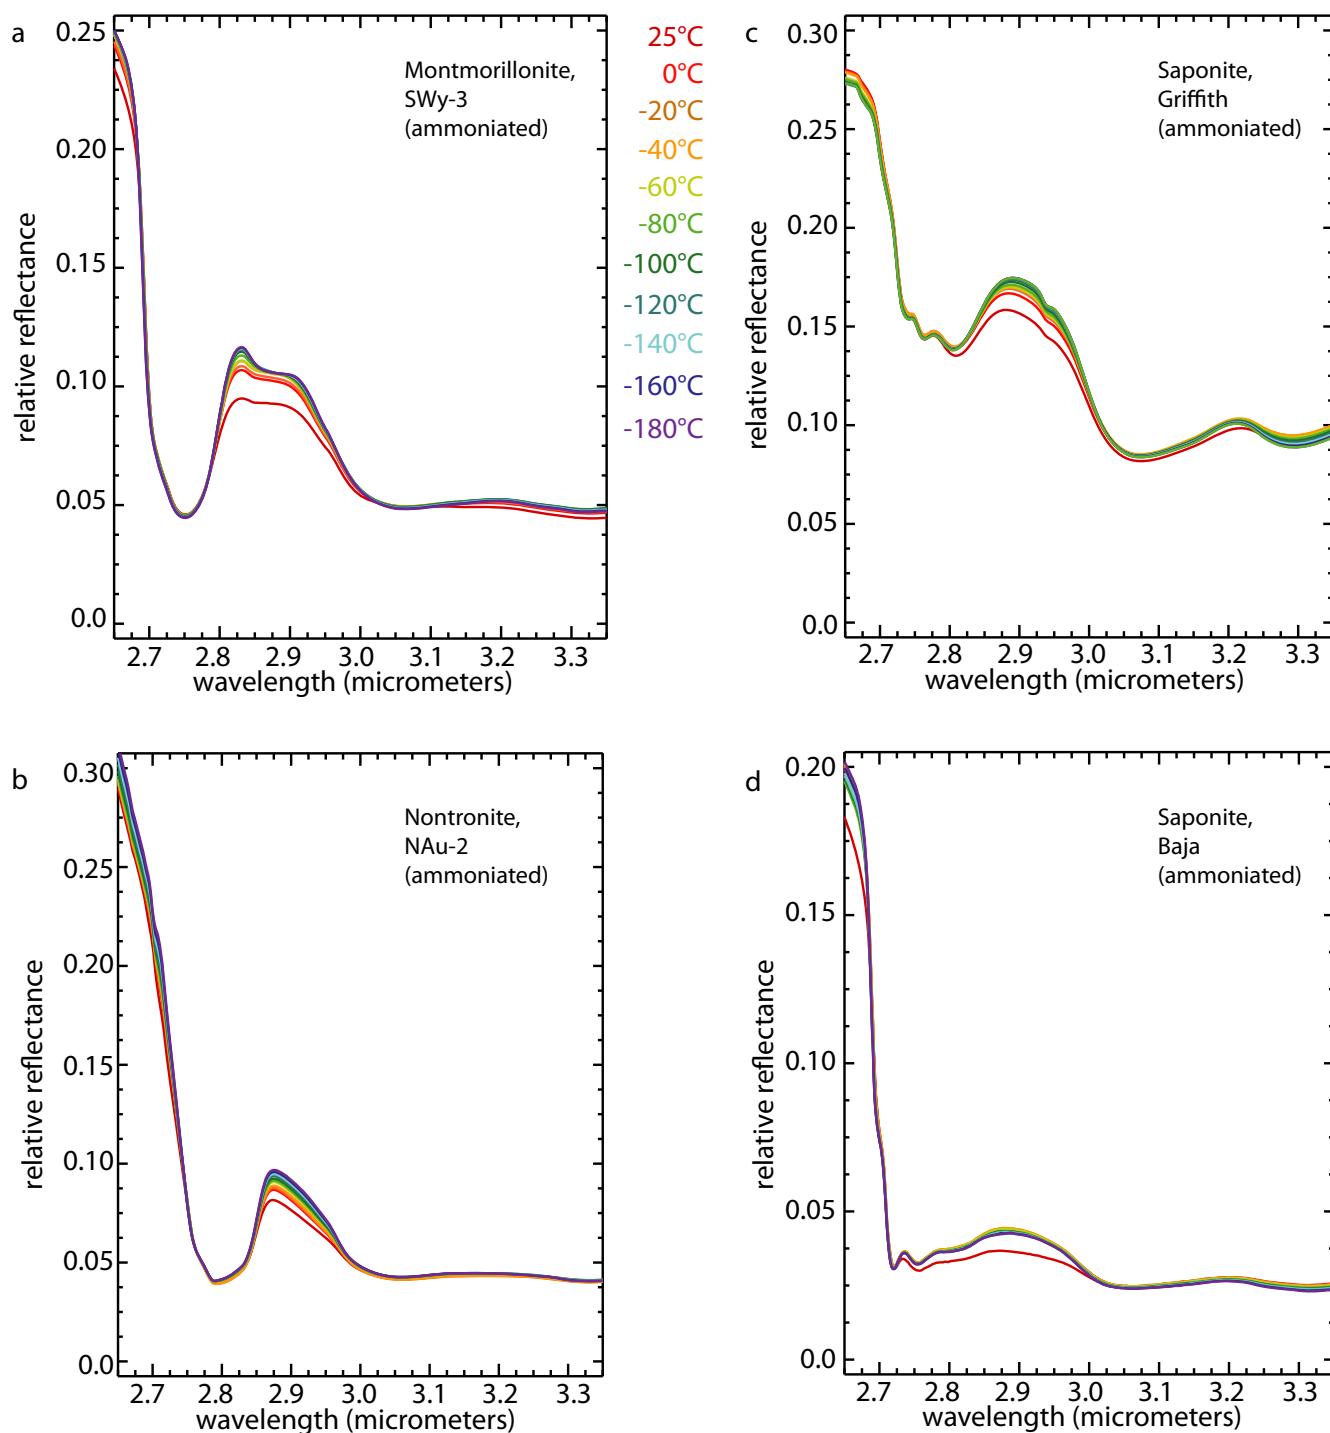 a
0.25
0.20
0.15
0.10
0.05
0.0
relative reflectance
Montmorillonite,
SWy-3
(ammoniated)
2.7 2.8 2.9 3.0 3.1 3.2 3.3
wavelength (micrometers)
25°C
0°C
-20°C
-40°C
-60°C
-80°C
-100°C
-120°C
-140°C
-160°C
-180°C
c
0.30
0.25
0.20
0.15
0.10
0.05
0.0
relative reflectance
Saponite,
Griffith
(ammoniated)
2.7 2.8 2.9 3.0 3.1 3.2 3.3
wavelength (micrometers)
b
0.30
0.25
0.20
0.15
0.10
0.05
0.0
relative reflectance
Nontronite,
NAu-2
(ammoniated)
2.7 2.8 2.9 3.0 3.1 3.2 3.3
wavelength (micrometers)
d
0.20
0.15
0.10
0.05
0.0
relative reflectance
Saponite,
Baja
(ammoniated)
2.7 2.8 2.9 3.0 3.1 3.2 3.3
wavelength (micrometers)